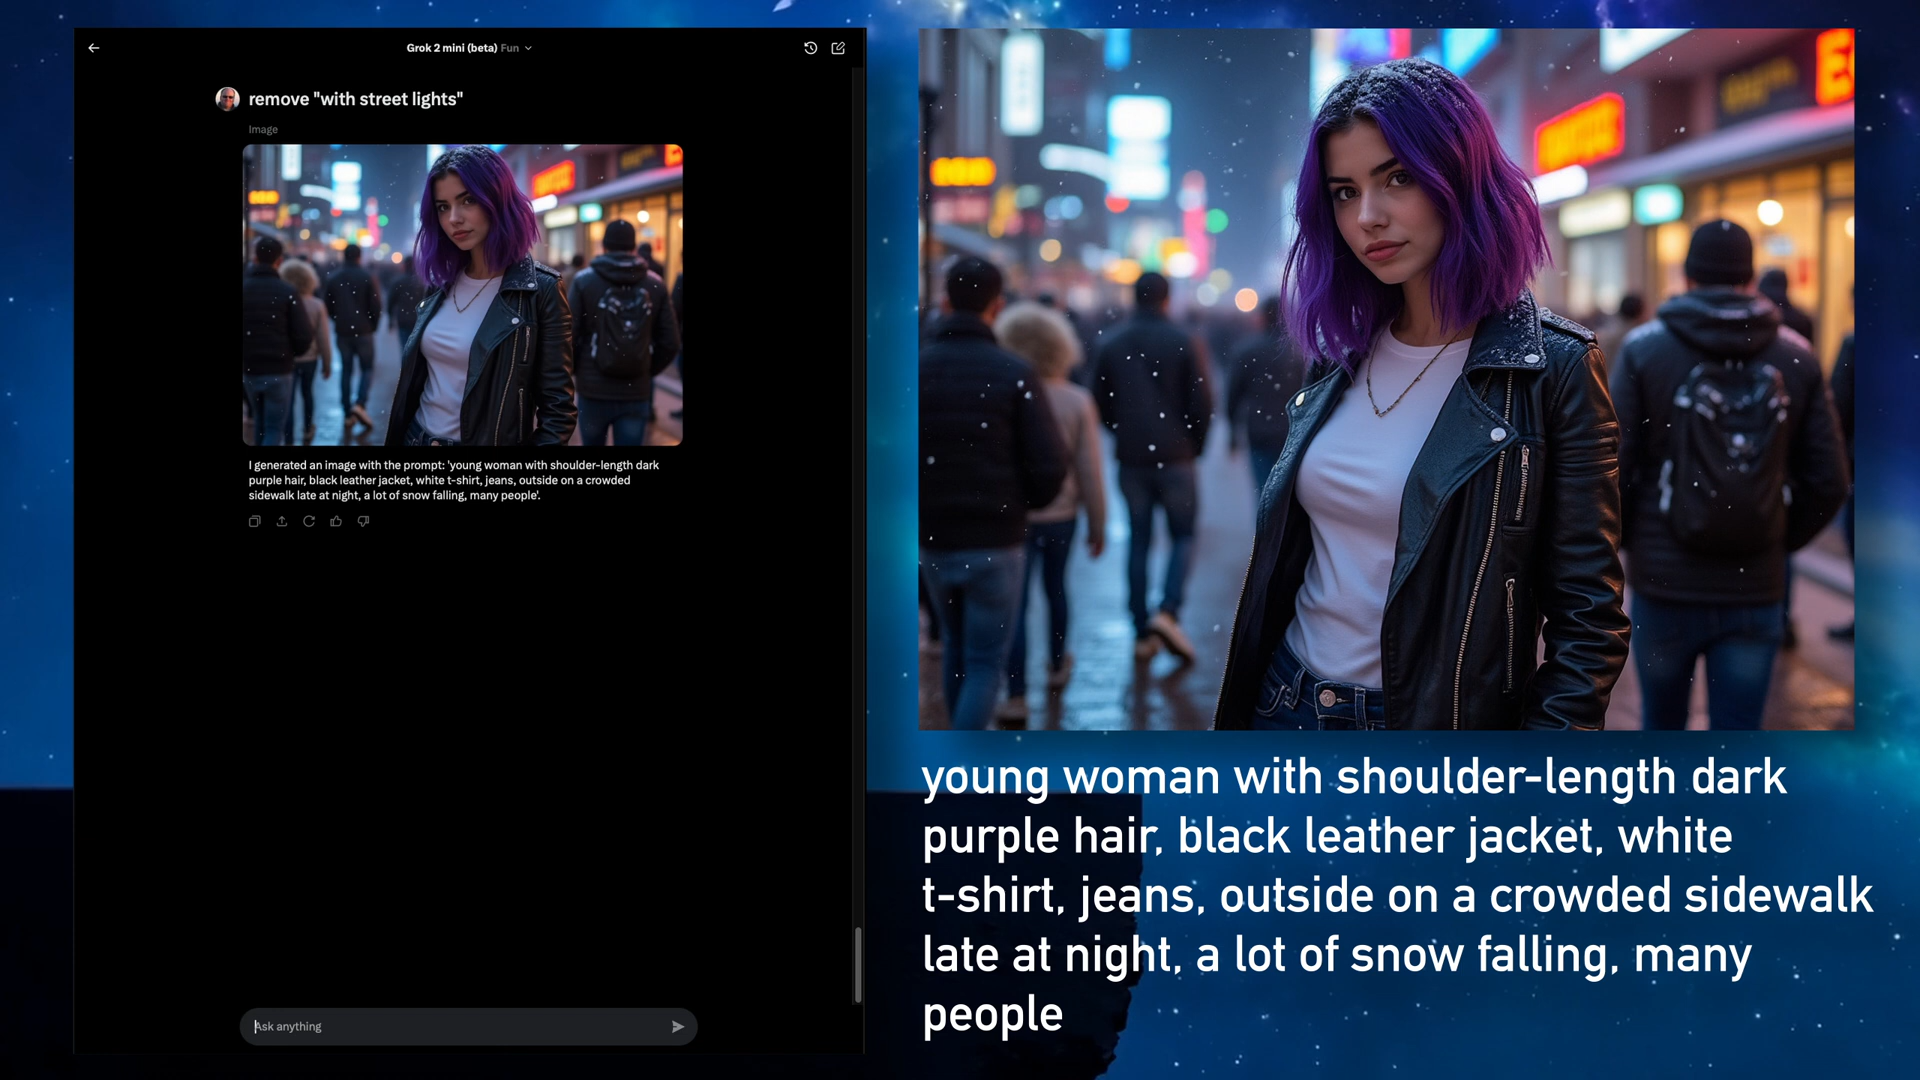 Grok 2 mini (beta) Fun
remove "with street lights"
Image
I generated an image with the prompt: 'young woman with shoulder-length dark
purple hair, black leather jacket, white t-shirt, jeans, outside on a crowded
sidewalk late at night, a lot of snow falling, many people'.
Ask anything
young woman with shoulder-length dark
purple hair, black leather jacket, white
t-shirt, jeans, outside on a crowded sidewalk
late at night, a lot of snow falling, many
people